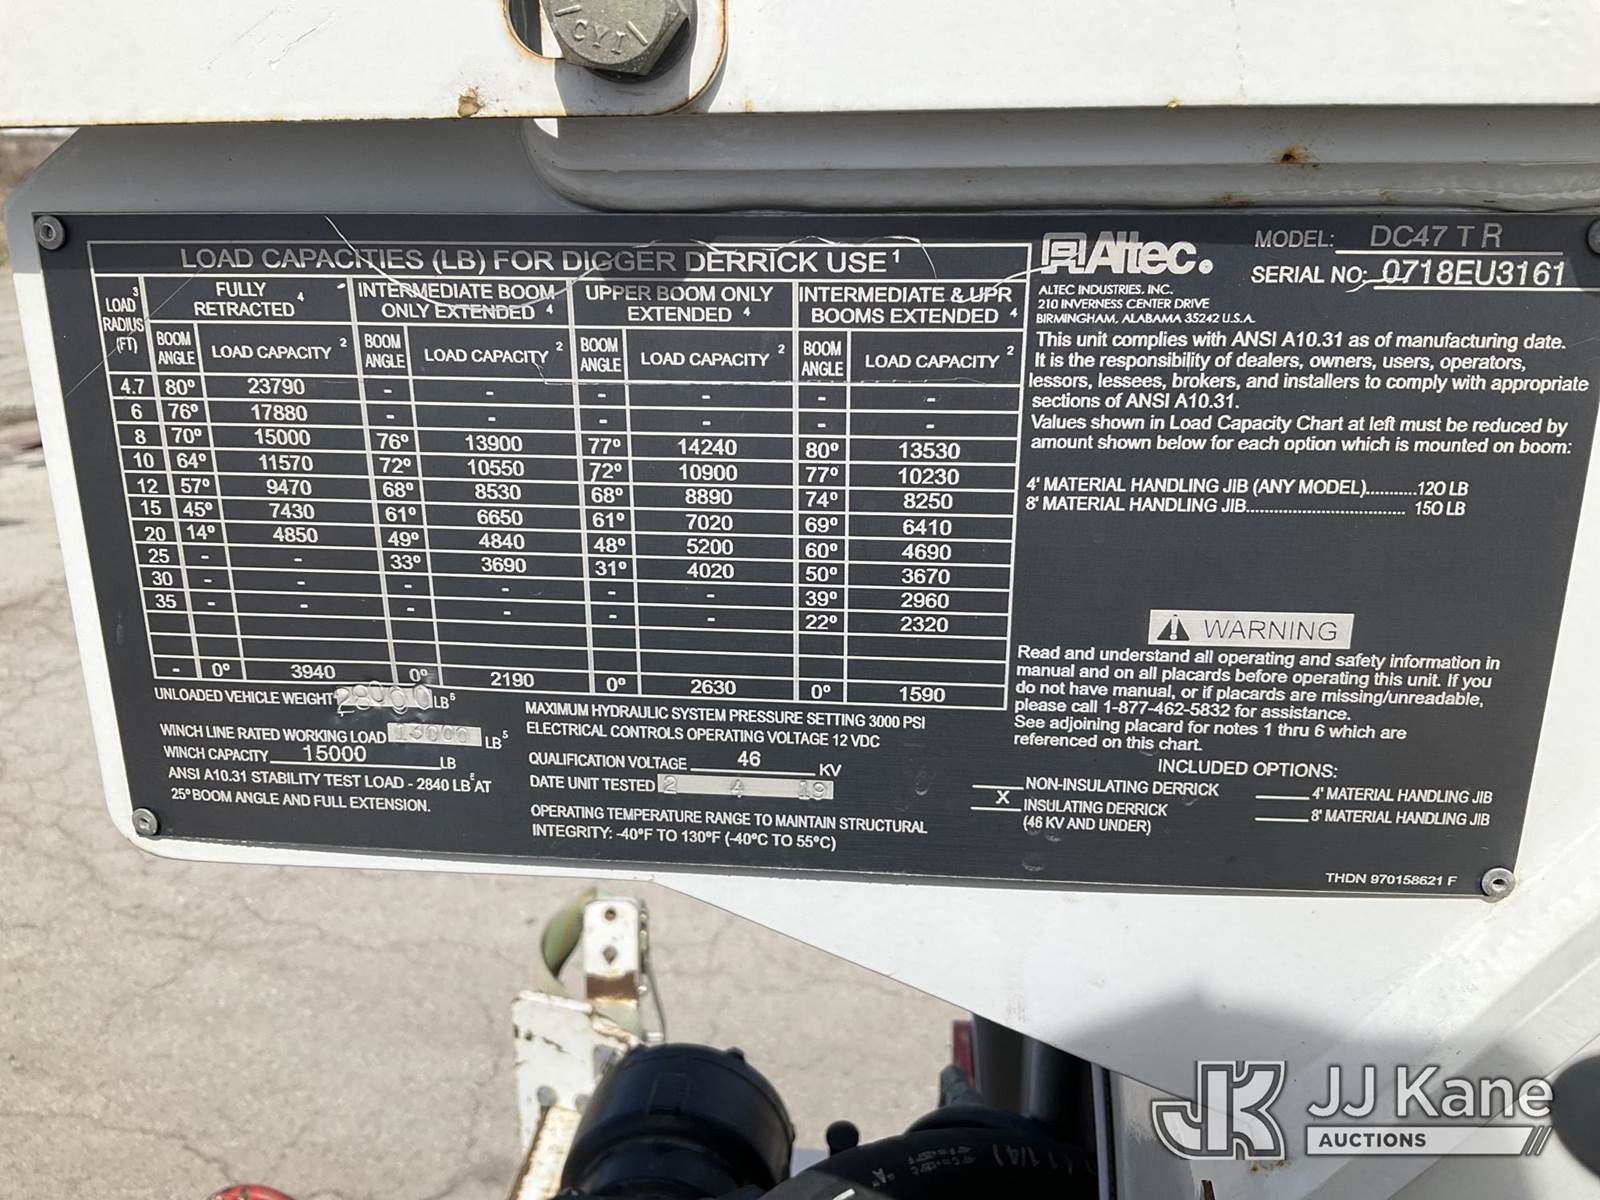 CYI
LOAD CAPACITIES (LB) FOR DIGGER DERRICK USE 1
LOAD 3 RADIUS (FT)
FULLY RETRACTED 4
INTERMEDIATE BOOM ONLY EXTENDED 4
UPPER BOOM ONLY EXTENDED 4
INTERMEDIATE & UPR BOOMS EXTENDED 4
BOOM ANGLE LOAD CAPACITY 2 BOOM ANGLE LOAD CAPACITY 2 BOOM ANGLE LOAD CAPACITY 2 BOOM ANGLE LOAD CAPACITY 2
4.7 80° 23790 - - - - - -
6 76° 17880 - - - - - -
8 70° 15000 76° 13900 77° 14240 80° 13530
10 64° 11570 72° 10550 72° 10900 77° 10230
12 57° 9470 68° 8530 68° 8890 74° 8250
15 45° 7430 61° 6650 61° 7020 69° 6410
20 14° 4850 49° 4840 48° 5200 60° 4690
25 - - 33° 3690 31° 4020 50° 3670
30 - - - - - - 39° 2960
35 - - - - - - 22° 2320
- 0° 3940 0° 2190 0° 2630 0° 1590
UNLOADED VEHICLE WEIGHT 28900 LB 6
WINCH LINE RATED WORKING LOAD 13000 LB 5
WINCH CAPACITY 15000 LB
ANSI A10.31 STABILITY TEST LOAD - 2840 LB E AT
25° BOOM ANGLE AND FULL EXTENSION.
MAXIMUM HYDRAULIC SYSTEM PRESSURE SETTING 3000 PSI
ELECTRICAL CONTROLS OPERATING VOLTAGE 12 VDC
QUALIFICATION VOLTAGE 46 KV
DATE UNIT TESTED 2 4 19
OPERATING TEMPERATURE RANGE TO MAINTAIN STRUCTURAL
INTEGRITY: -40°F TO 130°F (-40°C TO 55°C)
Altec.
ALTEC INDUSTRIES, INC.
210 INVERNESS CENTER DRIVE
BIRMINGHAM, ALABAMA 35242 U.S.A.
MODEL: DC47 T R
SERIAL NO: 0718EU3161
This unit complies with ANSI A10.31 as of manufacturing date.
It is the responsibility of dealers, owners, users, operators,
lessors, lessees, brokers, and installers to comply with appropriate
sections of ANSI A10.31.
Values shown in Load Capacity Chart at left must be reduced by
amount shown below for each option which is mounted on boom:
4' MATERIAL HANDLING JIB (ANY MODEL)...........120 LB
8' MATERIAL HANDLING JIB.................................. 150 LB
WARNING
Read and understand all operating and safety information in
manual and on all placards before operating this unit. If you
do not have manual, or if placards are missing/unreadable,
please call 1-877-462-5832 for assistance.
See adjoining placard for notes 1 thru 6 which are
referenced on this chart.
INCLUDED OPTIONS:
NON-INSULATING DERRICK
X INSULATING DERRICK
(46 KV AND UNDER)
4' MATERIAL HANDLING JIB
8' MATERIAL HANDLING JIB
THDN 970158621 F
JK JJ Kane
AUCTIONS